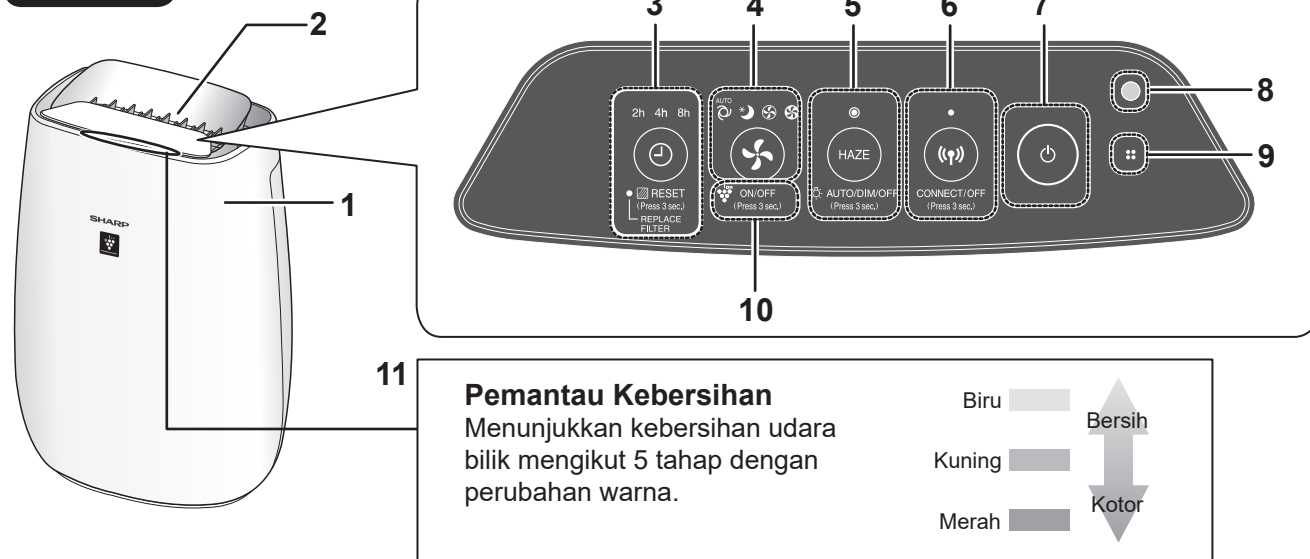 3 4 5 6 7
2
8
AUTO
2h 4h 8h
9
HAZE
1
SHARP
RESET
(Press 3 sec.)
REPLACE
FILTER
ion
ON/OFF
(Press 3 sec.)
AUTO/DIM/OFF
(Press 3 sec.)
CONNECT/OFF
(Press 3 sec.)
10
11
Pemantau Kebersihan
Menunjukkan kebersihan udara
bilik mengikut 5 tahap dengan
perubahan warna.
Biru
Bersih
Kuning
Kotor
Merah